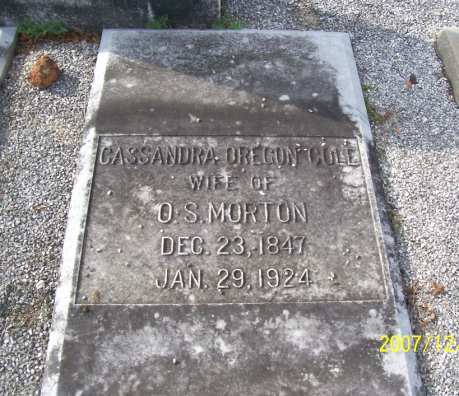 CASSANDRA OREGON COLE
WIFE OF
O.S. MORTON
DEC. 23, 1847
JAN. 29, 1924
2007/12